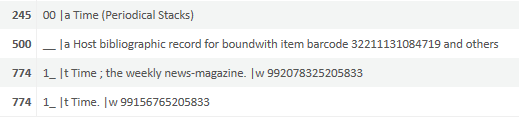 245 00 |a Time (Periodical Stacks)
500 __ |a Host bibliographic record for boundwith item barcode 32211131084719 and others
774 1_ |t Time ; the weekly news-magazine. |w 992078325205833
774 1_ |t Time. |w 99156765205833